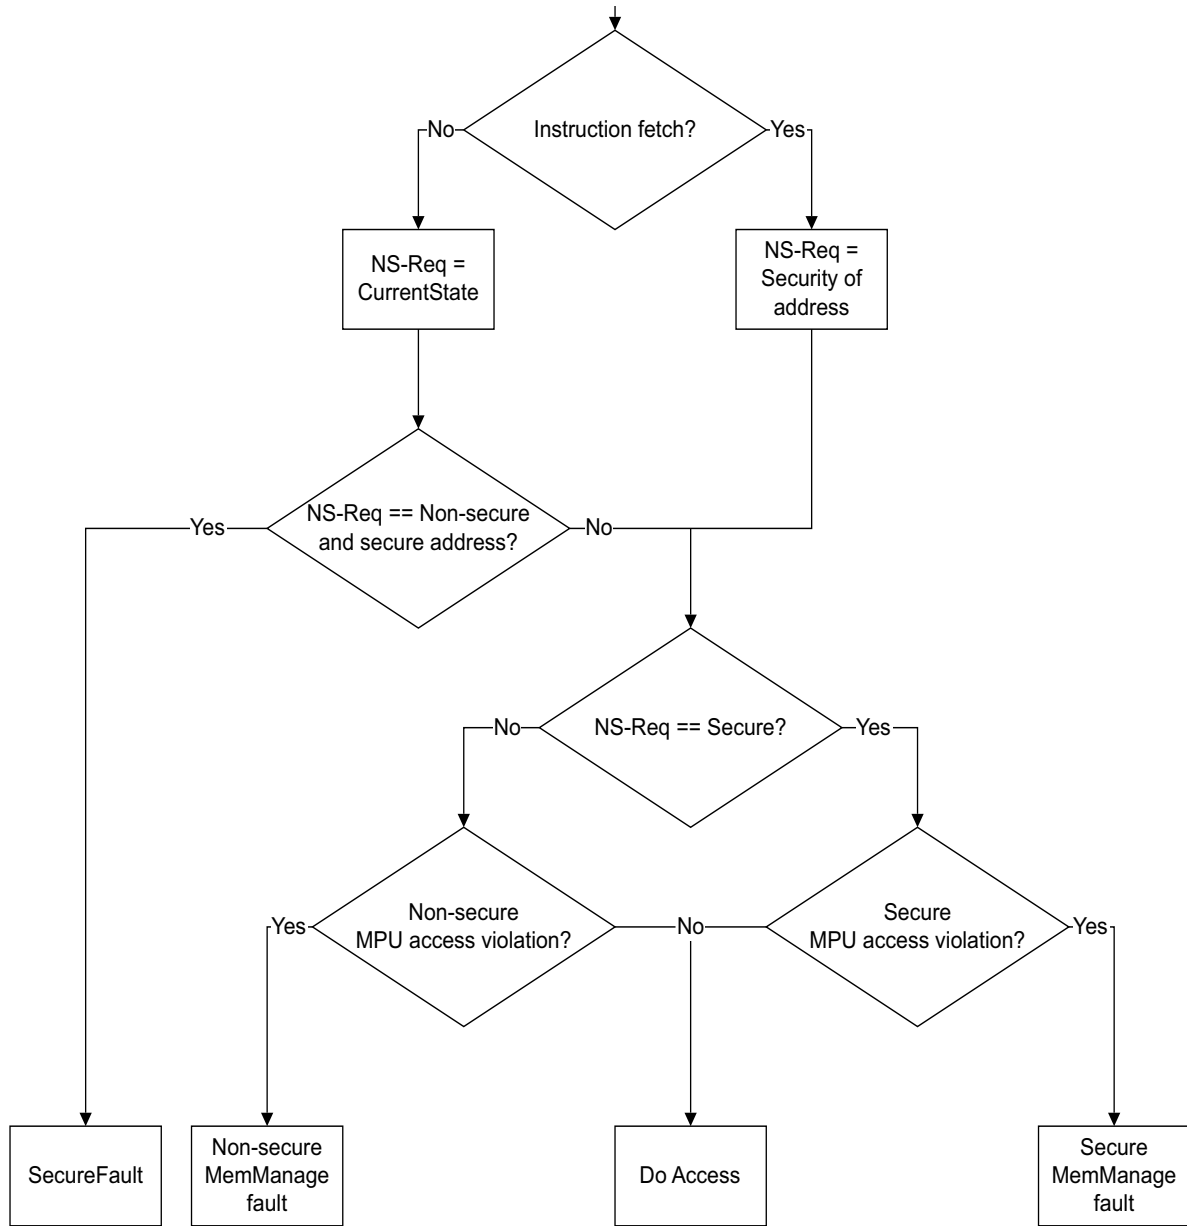 Instruction fetch?
No
Yes
NS-Req =
CurrentState
NS-Req =
Security of
address
Yes
NS-Req == Non-secure
and secure address?
No
No
NS-Req == Secure?
Yes
Yes
Non-secure
MPU access violation?
No
Secure
MPU access violation?
Yes
SecureFault
Non-secure
MemManage
fault
Do Access
Secure
MemManage
fault